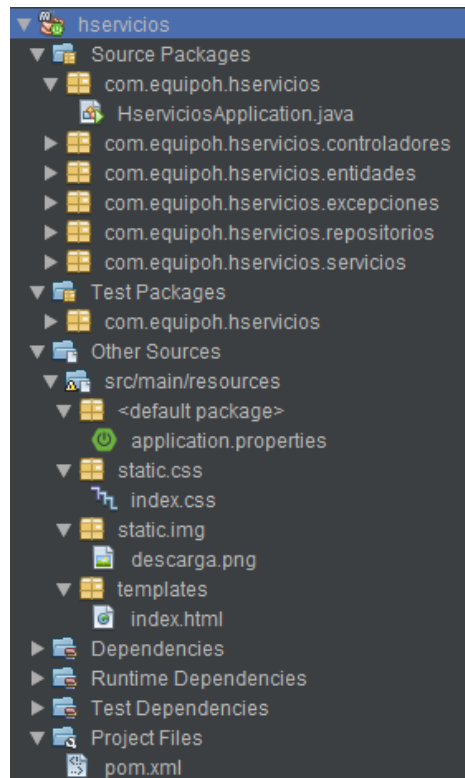 hservicios
Source Packages
com.equipoh.hservicios
HserviciosApplication.java
com.equipoh.hservicios.controladores
com.equipoh.hservicios.entidades
com.equipoh.hservicios.excepciones
com.equipoh.hservicios.repositorios
com.equipoh.hservicios.servicios
Test Packages
com.equipoh.hservicios
Other Sources
src/main/resources
<default package>
application.properties
static.css
index.css
static.img
descarga.png
templates
index.html
Dependencies
Runtime Dependencies
Test Dependencies
Project Files
pom.xml